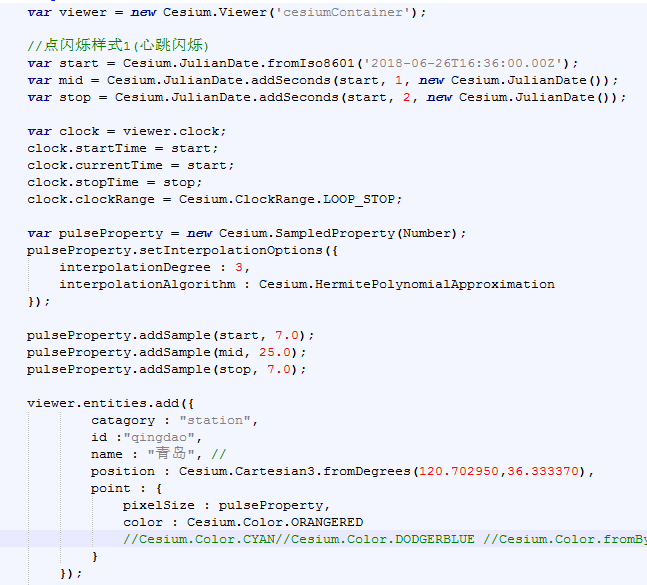 var viewer = new Cesium.Viewer('cesiumContainer');
//点闪烁样式1(心跳闪烁)
var start = Cesium.JulianDate.fromIso8601('2018-06-26T16:36:00.00Z');
var mid = Cesium.JulianDate.addSeconds(start, 1, new Cesium.JulianDate());
var stop = Cesium.JulianDate.addSeconds(start, 2, new Cesium.JulianDate());
var clock = viewer.clock;
clock.startTime = start;
clock.currentTime = start;
clock.stopTime = stop;
clock.clockRange = Cesium.ClockRange.LOOP_STOP;
var pulseProperty = new Cesium.SampledProperty(Number);
pulseProperty.setInterpolationOptions({
    interpolationDegree : 3,
    interpolationAlgorithm : Cesium.HermitePolynomialApproximation
});
pulseProperty.addSample(start, 7.0);
pulseProperty.addSample(mid, 25.0);
pulseProperty.addSample(stop, 7.0);
viewer.entities.add({
        catagory : "station",
        id :"qingdao",
        name : "青岛", //
        position : Cesium.Cartesian3.fromDegrees(120.702950,36.333370),
        point : {
            pixelSize : pulseProperty,
            color : Cesium.Color.ORANGERED
            //Cesium.Color.CYAN//Cesium.Color.DODGERBLUE //Cesium.Color.fromBy
        }
    });